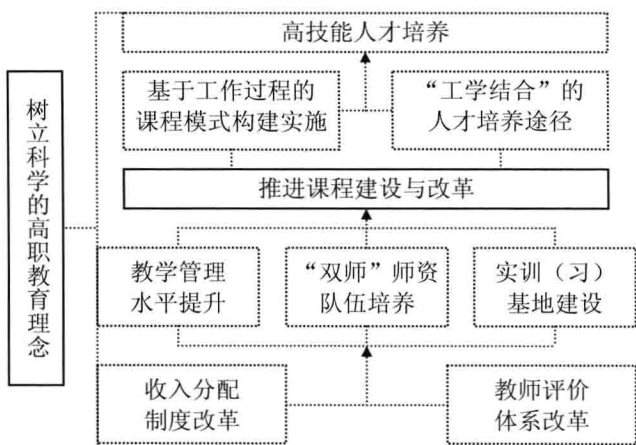 高技能人才培养
树立科学的高职教育理念
基于工作过程的
课程模式构建实施
“工学结合”的
人才培养途径
推进课程建设与改革
教学管理
水平提升
“双师”师资
队伍培养
实训（习）
基地建设
收入分配
制度改革
教师评价
体系改革